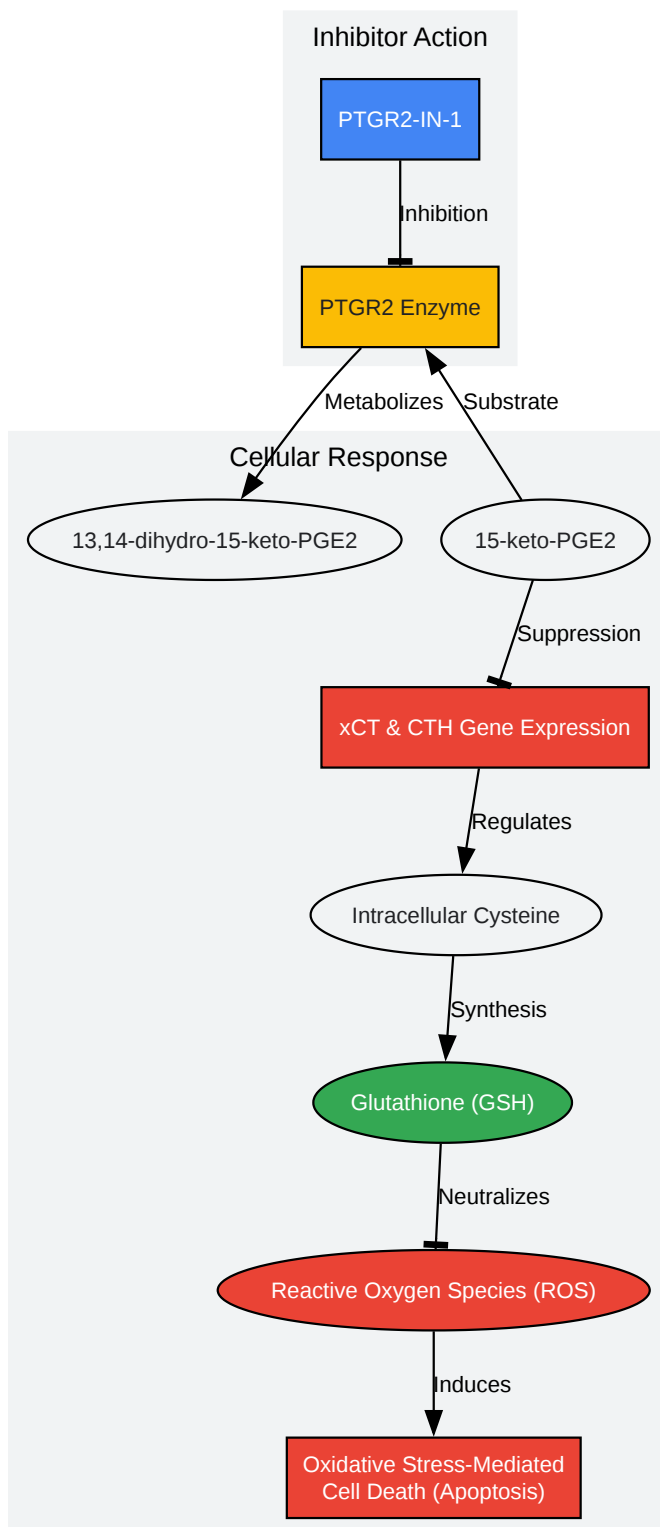 Inhibitor Action
PTGR2-IN-1
Inhibition
PTGR2 Enzyme
Metabolizes
Substrate
Cellular Response
13,14-dihydro-15-keto-PGE2
15-keto-PGE2
Suppression
xCT & CTH Gene Expression
Regulates
Intracellular Cysteine
Synthesis
Glutathione (GSH)
Neutralizes
Reactive Oxygen Species (ROS)
Induces
Oxidative Stress-Mediated
Cell Death (Apoptosis)